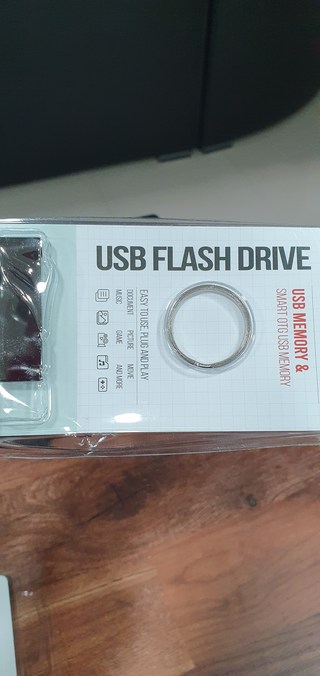 USB FLASH DRIVE
USB MEMORY &
SMART OTG USB MEMORY
EASY TO USE, PLUG AND PLAY
DOCUMENT PICTURE MOVIE
MUSIC GAME AND MORE